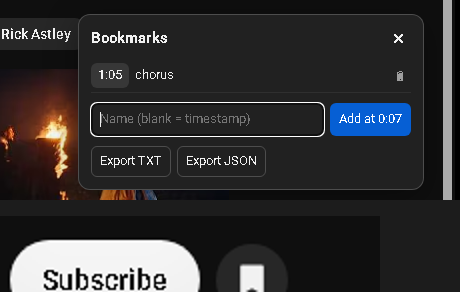 Rick Astley
Bookmarks
1:05 chorus
Name (blank = timestamp)
Add at 0:07
Export TXT
Export JSON
Subscribe